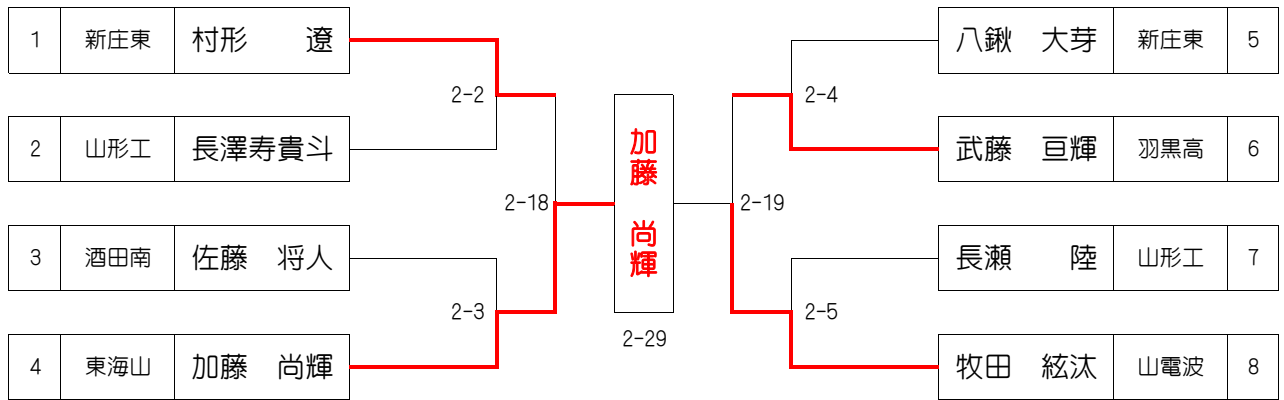 1 新庄東 村形　遼
2 山形工 長澤寿貴斗
3 酒田南 佐藤　将人
4 東海山 加藤　尚輝
2-2
2-3
2-18
加藤　尚輝
2-29
2-19
2-4
2-5
八鍬　大芽 新庄東 5
武藤　亘輝 羽黒高 6
長瀬　陸 山形工 7
牧田　絃汰 山電波 8